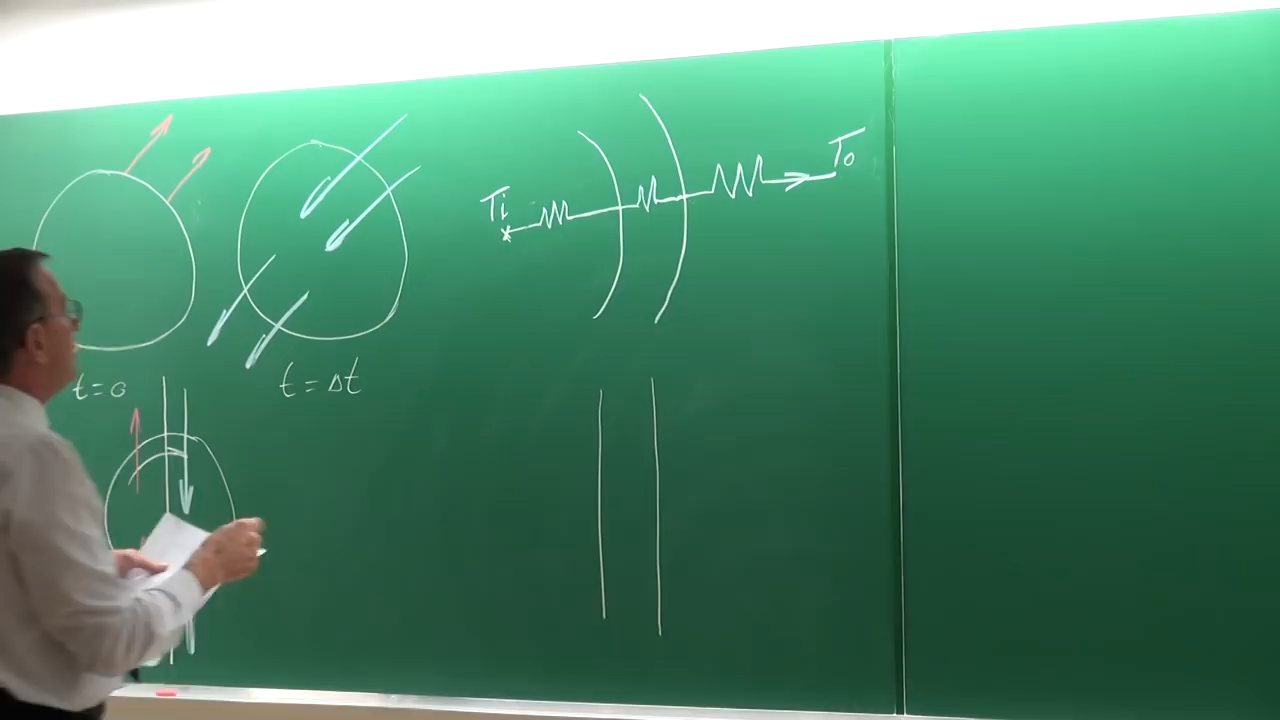 Ti
To
t = 0
t = Δt